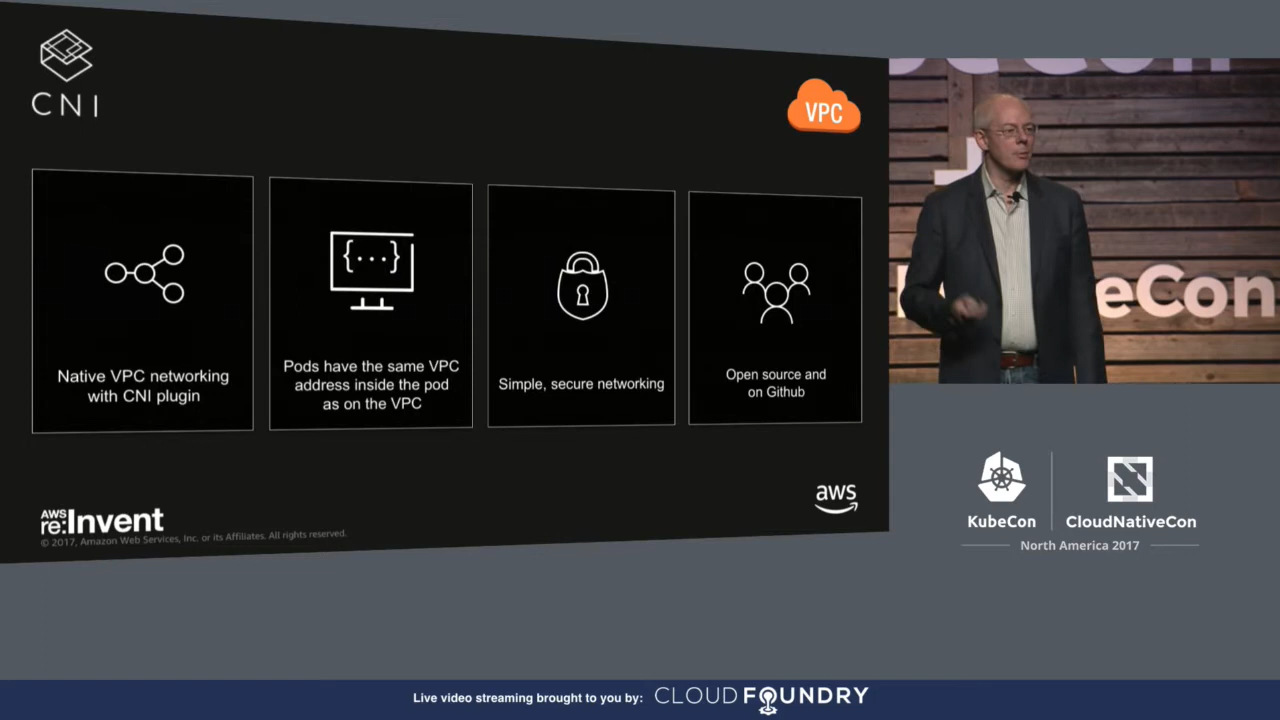 CNI
VPC
Native VPC networking
with CNI plugin
Pods have the same VPC
address inside the pod
as on the VPC
Simple, secure networking
Open source and
on Github
AWS
re:Invent
© 2017, Amazon Web Services, Inc. or its Affiliates. All rights reserved.
aws
eCon
KubeCon
CloudNativeCon
North America 2017
Live video streaming brought to you by: CLOUD FOUNDRY